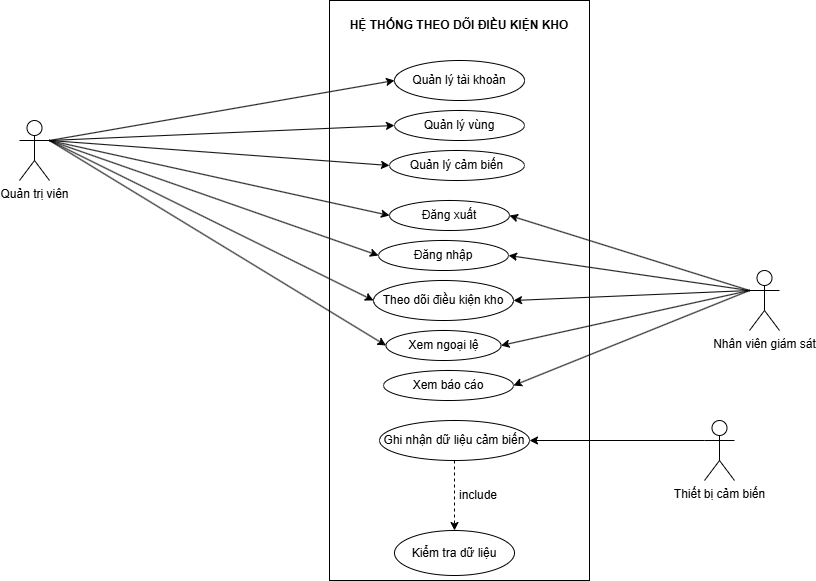 HỆ THỐNG THEO DÕI ĐIỀU KIỆN KHO
Quản lý tài khoản
Quản lý vùng
Quản lý cảm biến
Quản trị viên
Đăng xuất
Đăng nhập
Theo dõi điều kiện kho
Xem ngoại lệ
Nhân viên giám sát
Xem báo cáo
Ghi nhận dữ liệu cảm biến
Thiết bị cảm biến
include
Kiểm tra dữ liệu